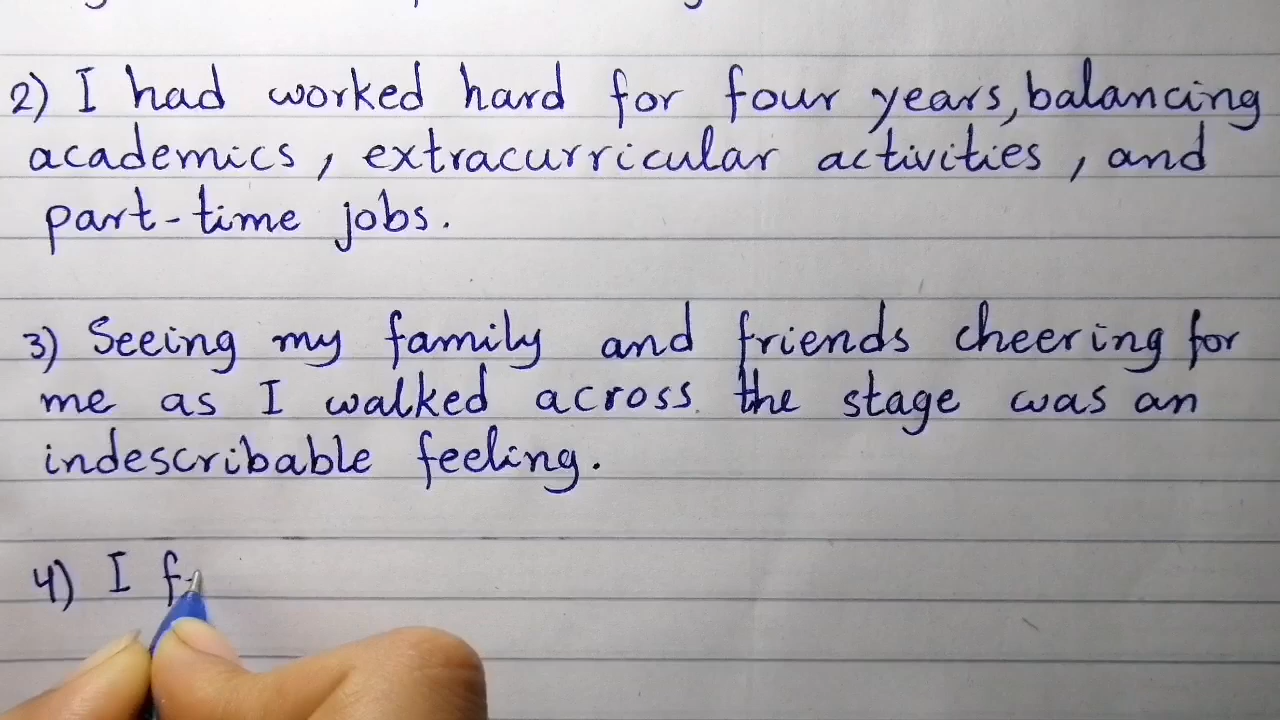 2) I had worked hard for four years, balancing
academics, extracurricular activities, and
part-time jobs.
3) Seeing my family and friends cheering for
me as I walked across the stage was an
indescribable feeling.
4) I f